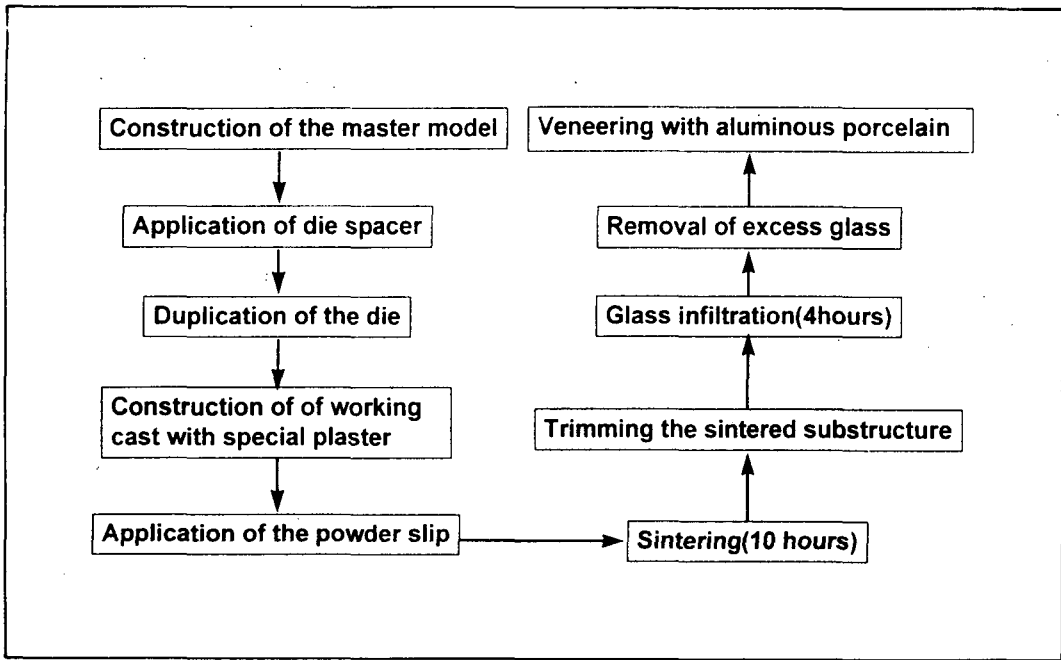 Construction of the master model
Application of die spacer
Duplication of the die
Construction of of working
cast with special plaster
Application of the powder slip
Sintering(10 hours)
Trimming the sintered substructure
Glass infiltration(4hours)
Removal of excess glass
Veneering with aluminous porcelain